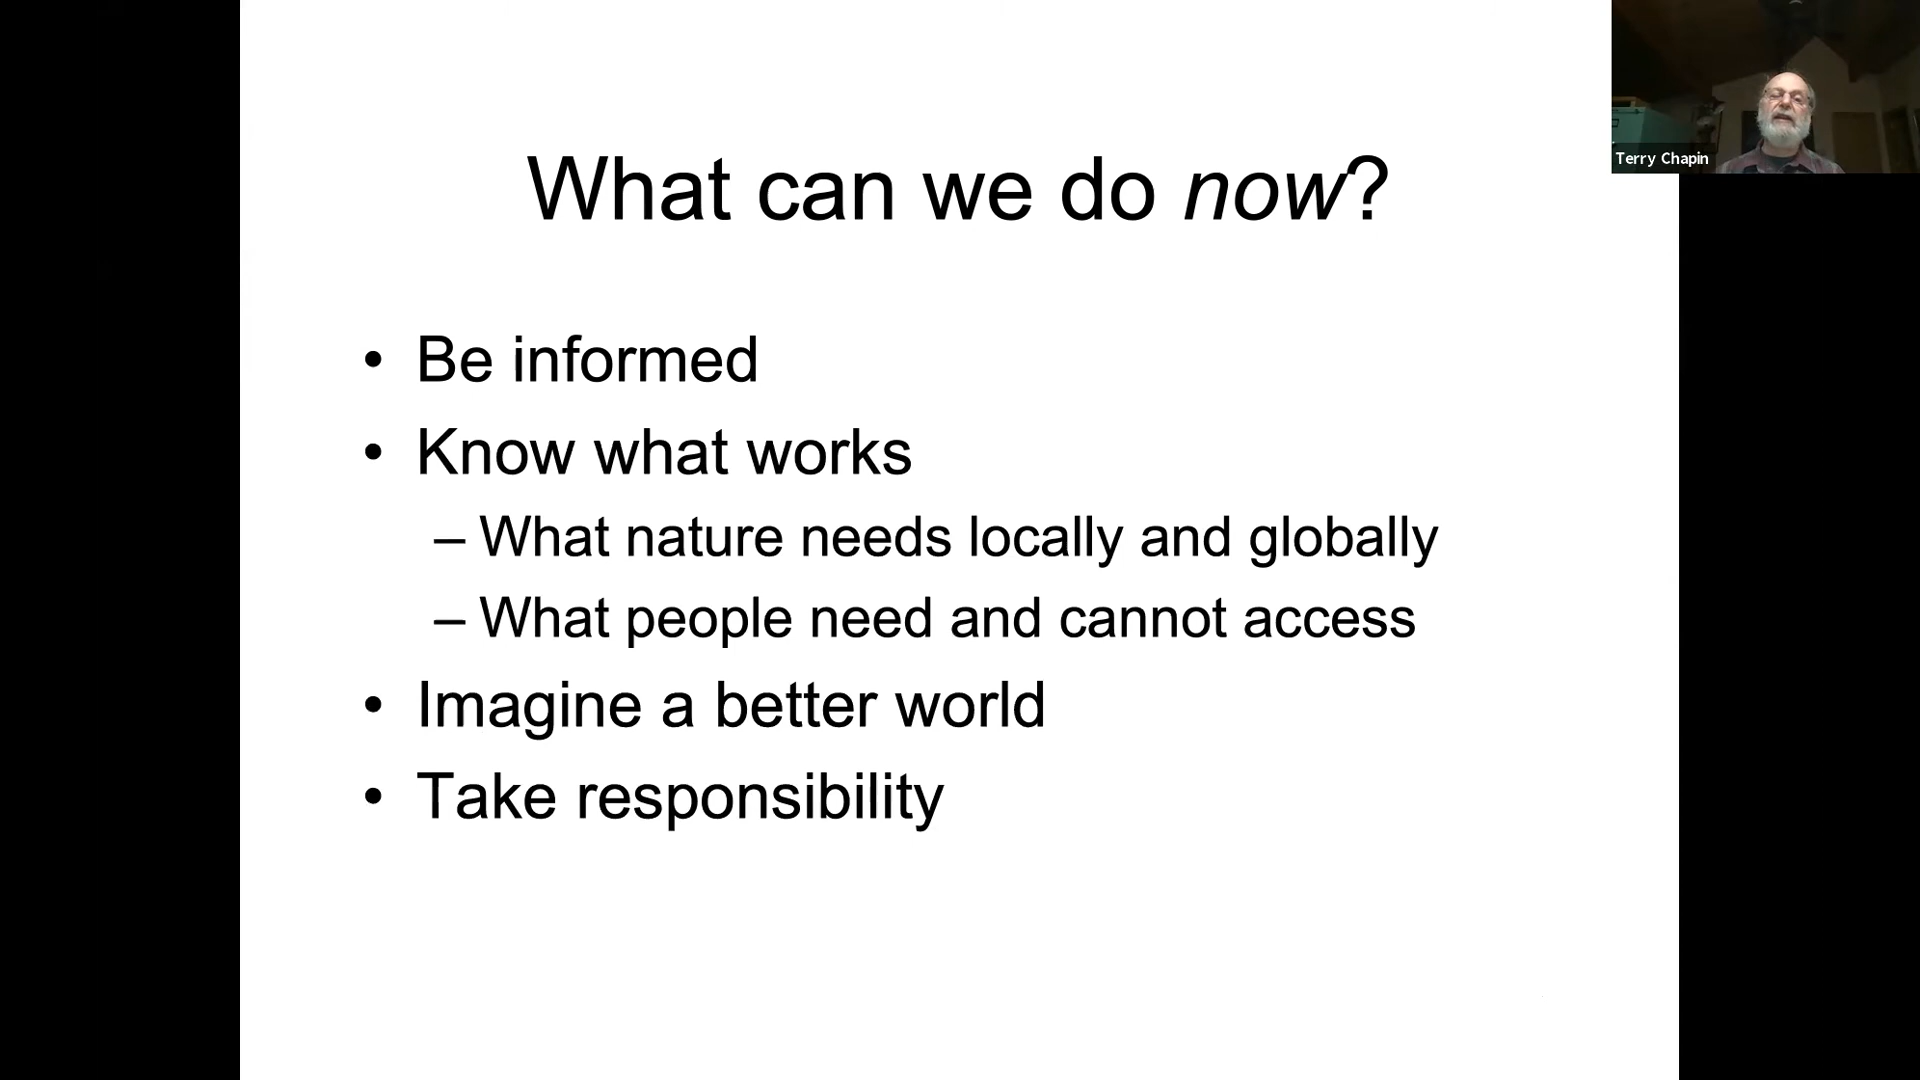 What can we do now?
Terry Chapin
• Be informed
• Know what works
– What nature needs locally and globally
– What people need and cannot access
• Imagine a better world
• Take responsibility